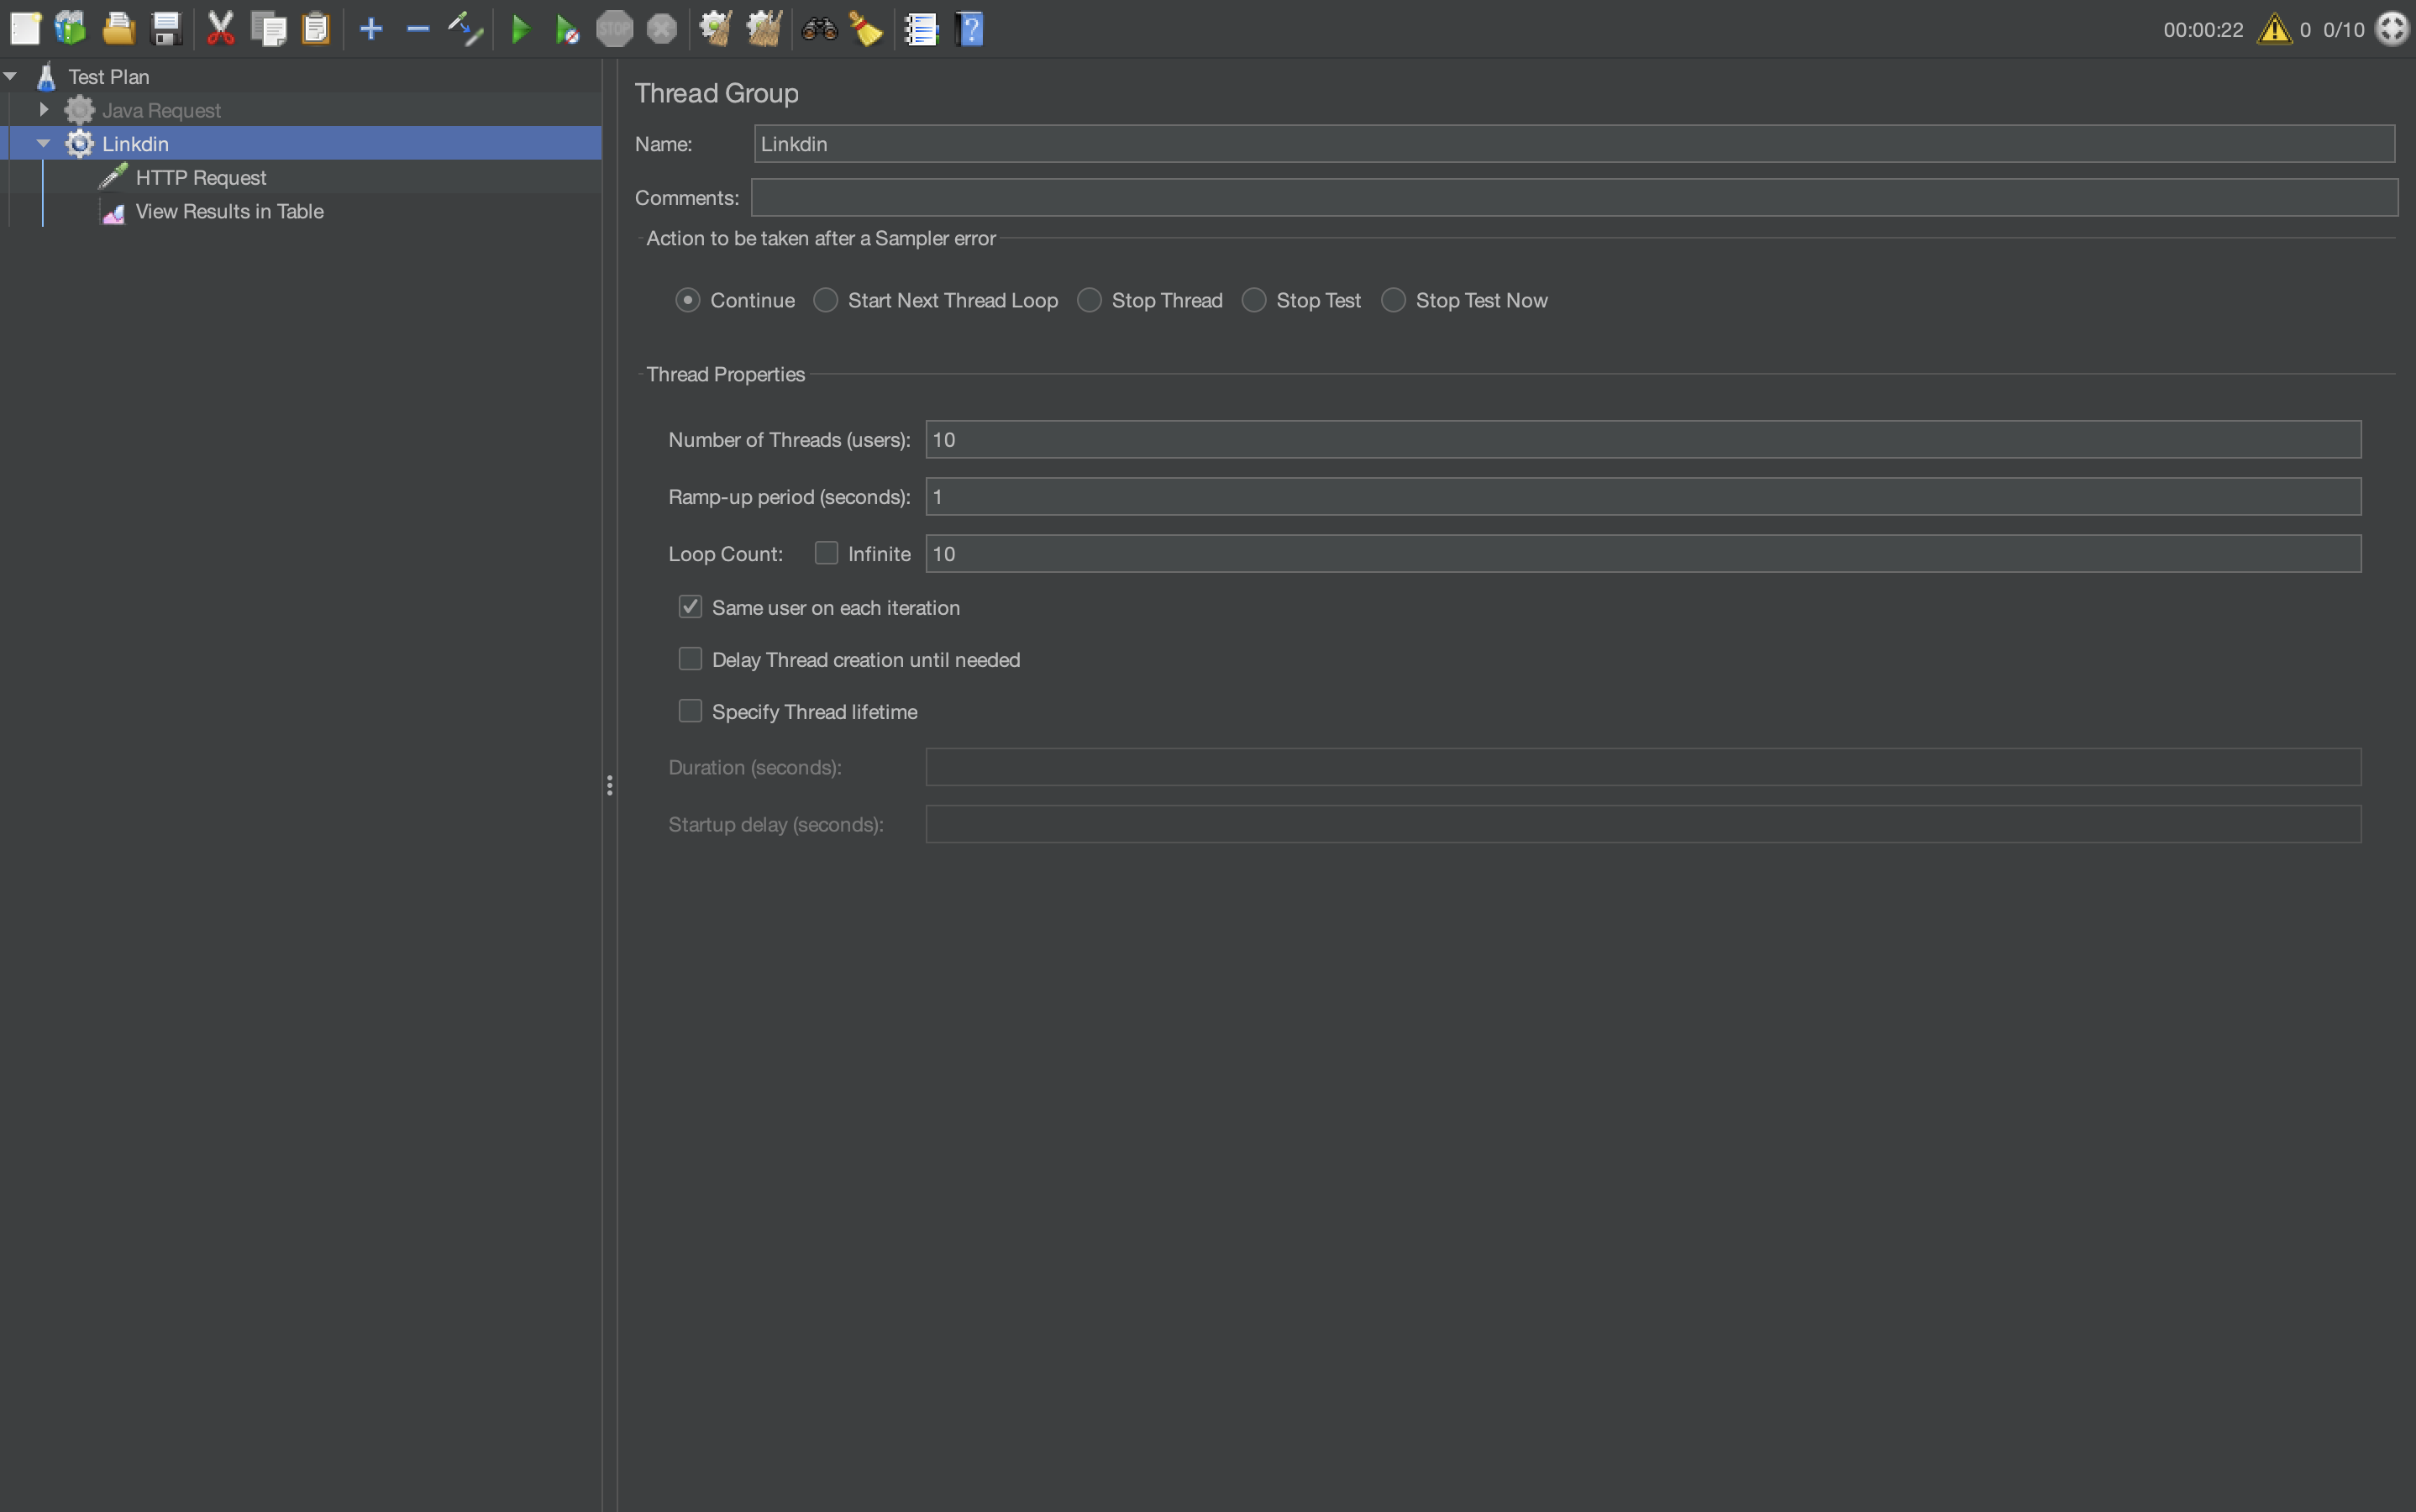 STOP
?
00:00:22 0 0/10
Test Plan
Java Request
Linkdin
HTTP Request
View Results in Table
Thread Group
Name: Linkdin
Comments:
Action to be taken after a Sampler error
Continue Start Next Thread Loop Stop Thread Stop Test Stop Test Now
Thread Properties
Number of Threads (users): 10
Ramp-up period (seconds): 1
Loop Count: Infinite 10
Same user on each iteration
Delay Thread creation until needed
Specify Thread lifetime
Duration (seconds):
Startup delay (seconds):